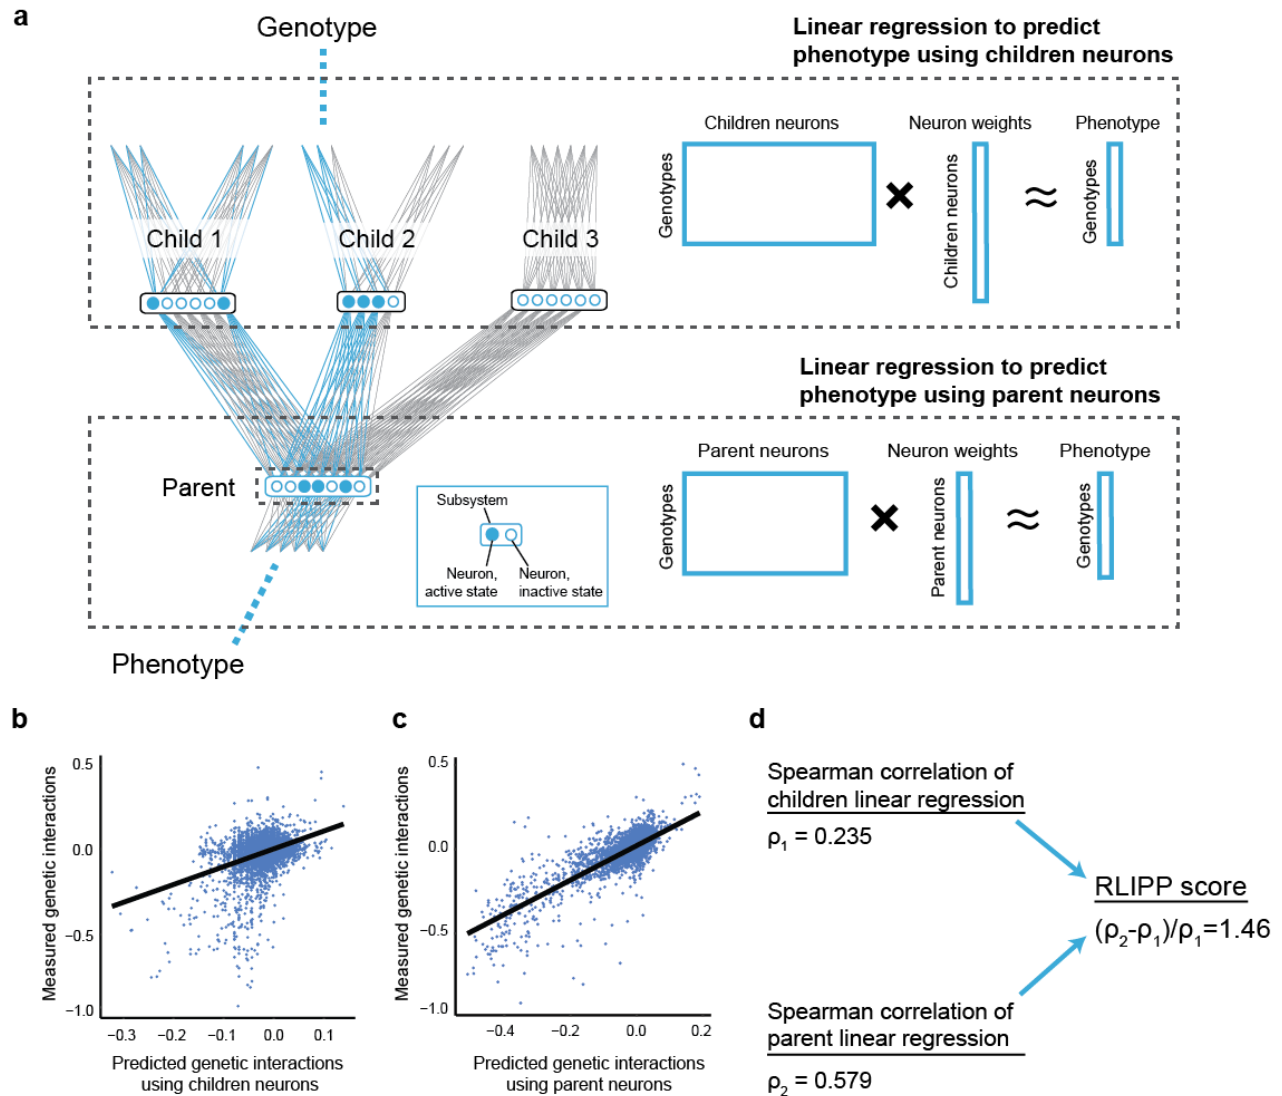 a
Genotype
Linear regression to predict
phenotype using children neurons
Children neurons
Neuron weights
Phenotype
Genotypes
Children neurons
Genotypes
Child 1
Child 2
Child 3
Linear regression to predict
phenotype using parent neurons
Parent neurons
Neuron weights
Phenotype
Genotypes
Parent neurons
Genotypes
Parent
Subsystem
Neuron,
active state
Neuron,
inactive state
Phenotype
b
Measured genetic interactions
0.5
0.0
−0.5
−1.0
−0.3
−0.2
−0.1
0.0
0.1
Predicted genetic interactions
using children neurons
c
Measured genetic interactions
0.5
0.0
−0.5
−1.0
−0.4
−0.2
0.0
0.2
Predicted genetic interactions
using parent neurons
d
Spearman correlation of
children linear regression
ρ₁ = 0.235
RLIPP score
(ρ₂-ρ₁)/ρ₁=1.46
Spearman correlation of
parent linear regression
ρ₂ = 0.579